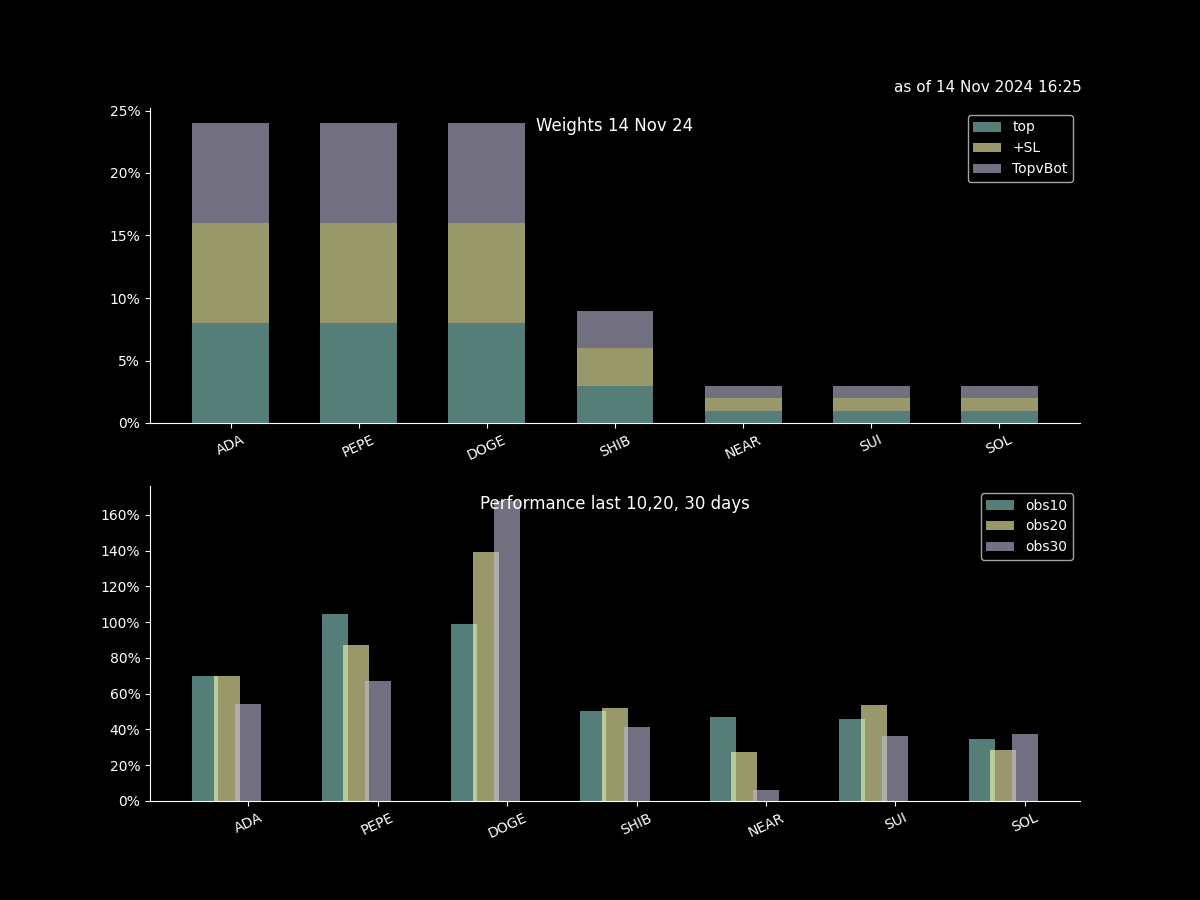 as of 14 Nov 2024 16:25
Weights 14 Nov 24
25%
20%
15%
10%
5%
0%
top
+SL
TopvBot
ADA PEPE DOGE SHIB NEAR SUI SOL
Performance last 10,20, 30 days
160%
140%
120%
100%
80%
60%
40%
20%
0%
obs10
obs20
obs30
ADA PEPE DOGE SHIB NEAR SUI SOL